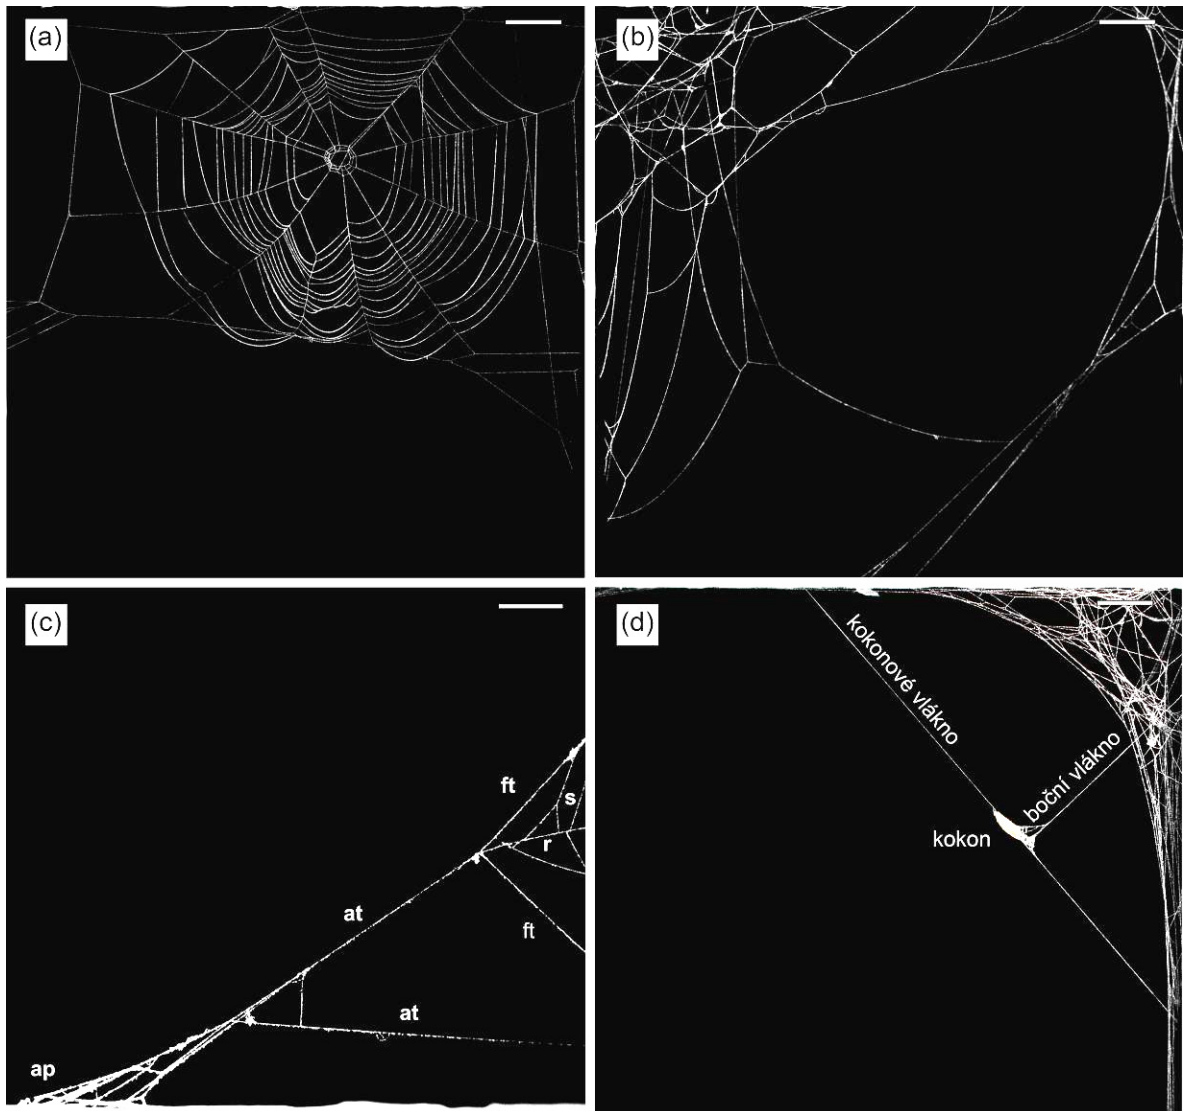 (a)
(b)
(c)
ft
s
r
at
ft
at
ap
(d)
kokonové vlákno
boční vlákno
kokon